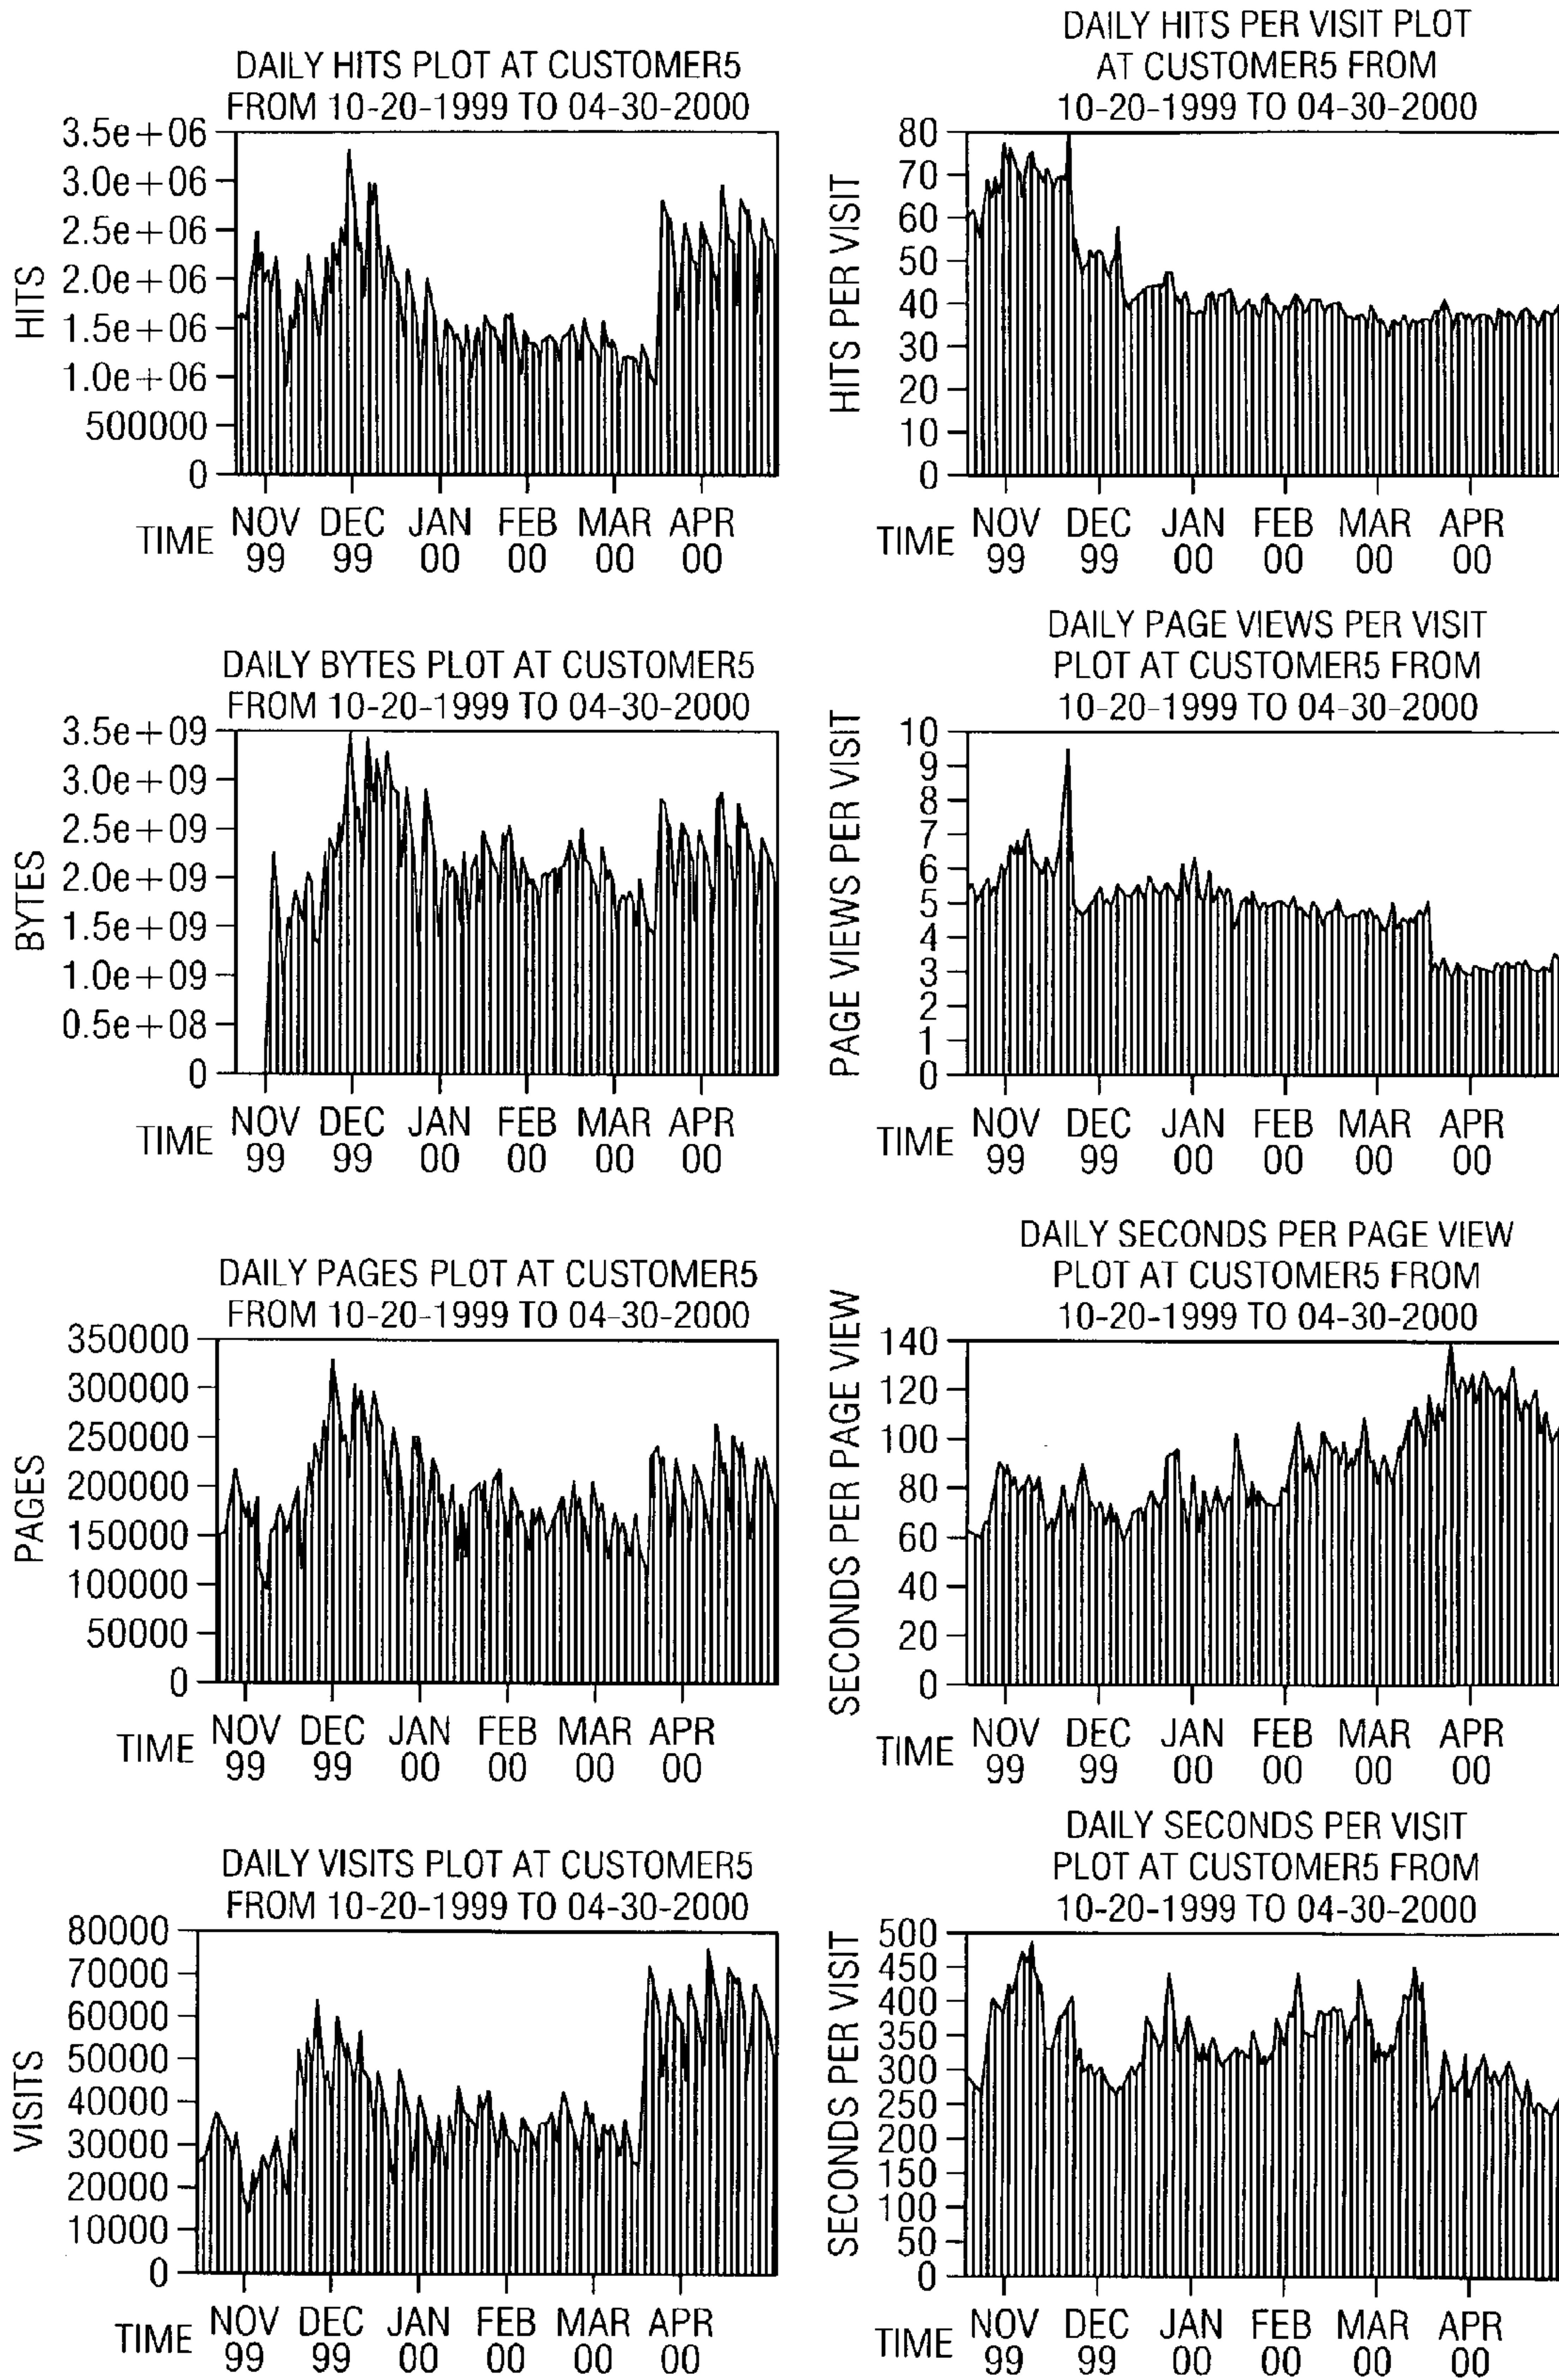 DAILY HITS PLOT AT CUSTOMER5
FROM 10-20-1999 TO 04-30-2000
HITS
3.5e+06
3.0e+06
2.5e+06
2.0e+06
1.5e+06
1.0e+06
500000
0
TIME
NOV DEC JAN FEB MAR APR
99 99 00 00 00 00
DAILY HITS PER VISIT PLOT
AT CUSTOMER5 FROM
10-20-1999 TO 04-30-2000
HITS PER VISIT
80
70
60
50
40
30
20
10
0
TIME
NOV DEC JAN FEB MAR APR
99 99 00 00 00 00
DAILY BYTES PLOT AT CUSTOMER5
FROM 10-20-1999 TO 04-30-2000
BYTES
3.5e+09
3.0e+09
2.5e+09
2.0e+09
1.5e+09
1.0e+09
0.5e+08
0
TIME
NOV DEC JAN FEB MAR APR
99 99 00 00 00 00
DAILY PAGE VIEWS PER VISIT
PLOT AT CUSTOMER5 FROM
10-20-1999 TO 04-30-2000
PAGE VIEWS PER VISIT
10
9
8
7
6
5
4
3
2
1
0
TIME
NOV DEC JAN FEB MAR APR
99 99 00 00 00 00
DAILY PAGES PLOT AT CUSTOMER5
FROM 10-20-1999 TO 04-30-2000
PAGES
350000
300000
250000
200000
150000
100000
50000
0
TIME
NOV DEC JAN FEB MAR APR
99 99 00 00 00 00
DAILY SECONDS PER PAGE VIEW
PLOT AT CUSTOMER5 FROM
10-20-1999 TO 04-30-2000
SECONDS PER PAGE VIEW
140
120
100
80
60
40
20
0
TIME
NOV DEC JAN FEB MAR APR
99 99 00 00 00 00
DAILY VISITS PLOT AT CUSTOMER5
FROM 10-20-1999 TO 04-30-2000
VISITS
80000
70000
60000
50000
40000
30000
20000
10000
0
TIME
NOV DEC JAN FEB MAR APR
99 99 00 00 00 00
DAILY SECONDS PER VISIT
PLOT AT CUSTOMER5 FROM
10-20-1999 TO 04-30-2000
SECONDS PER VISIT
500
450
400
350
300
250
200
150
100
50
0
TIME
NOV DEC JAN FEB MAR APR
99 99 00 00 00 00